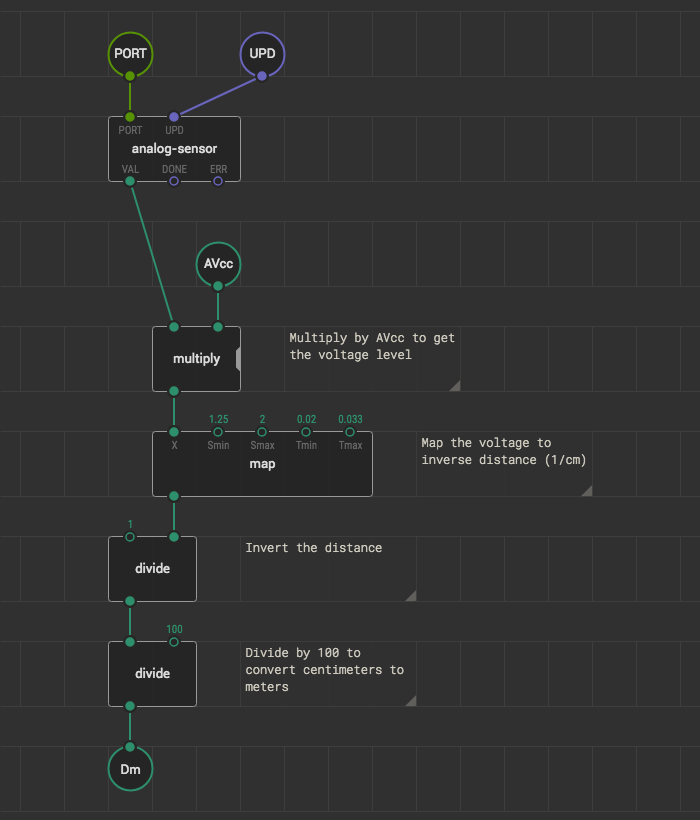 PORT UPD
PORT UPD
analog-sensor
VAL DONE ERR
AVcc
Multiply by AVcc to get
the voltage level
multiply
1.25 2 0.02 0.033
X Smin Smax Tmin Tmax
map
Map the voltage to
inverse distance (1/cm)
1
divide
Invert the distance
100
divide
Divide by 100 to
convert centimeters to
meters
Dm